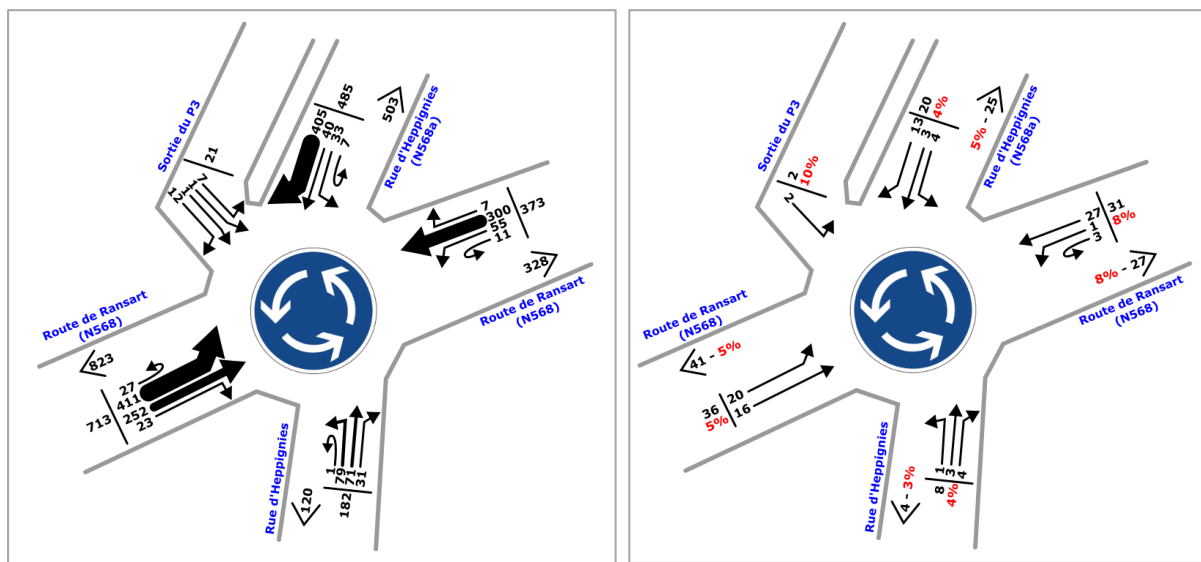 Sortie du P3
21
1
2
1
17
405
40
33
7
485
503
Rue d'Heppignies
(N568a)
7
300
55
11
373
328
Route de Ransart
(N568)
Route de Ransart
(N568)
823
27
411
252
23
713
Rue d'Heppignies
120
1
79
71
31
182
Sortie du P3
2
10%
2
13
3
4
20
4%
5% - 25
Rue d'Heppignies
(N568a)
27
1
3
31
8%
8% - 27
Route de Ransart
(N568)
Route de Ransart
(N568)
41 - 5%
20
16
36
5%
Rue d'Heppignies
4 - 3%
1
3
4
8
4%